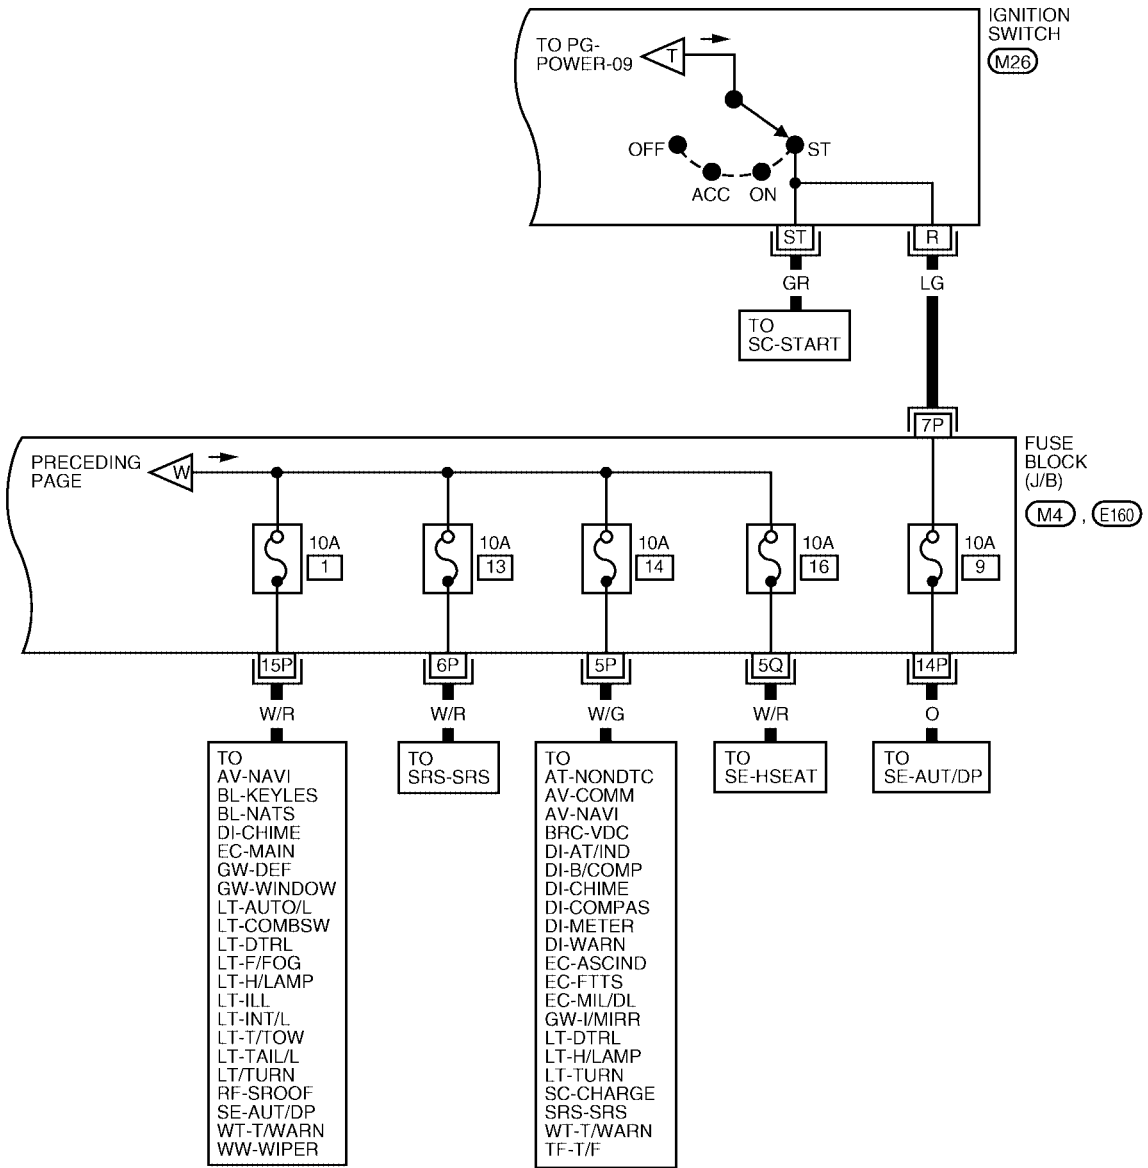 IGNITION
SWITCH
M26
TO PG-
POWER-09
T
OFF
ACC
ON
ST
ST
R
GR
LG
TO
SC-START
7P
FUSE
BLOCK
(J/B)
M4 , E160
PRECEDING
PAGE
W
10A
1
10A
13
10A
14
10A
16
10A
9
15P
6P
5P
5Q
14P
W/R
W/R
W/G
W/R
O
TO
AV-NAVI
BL-KEYLES
BL-NATS
DI-CHIME
EC-MAIN
GW-DEF
GW-WINDOW
LT-AUTO/L
LT-COMBSW
LT-DTRL
LT-F/FOG
LT-H/LAMP
LT-ILL
LT-INT/L
LT-T/TOW
LT-TAIL/L
LT/TURN
RF-SROOF
SE-AUT/DP
WT-T/WARN
WW-WIPER
TO
SRS-SRS
TO
AT-NONDTC
AV-COMM
AV-NAVI
BRC-VDC
DI-AT/IND
DI-B/COMP
DI-CHIME
DI-COMPAS
DI-METER
DI-WARN
EC-ASCIND
EC-FTTS
EC-MIL/DL
GW-I/MIRR
LT-DTRL
LT-H/LAMP
LT-TURN
SC-CHARGE
SRS-SRS
WT-T/WARN
TF-T/F
TO
SE-HSEAT
TO
SE-AUT/DP